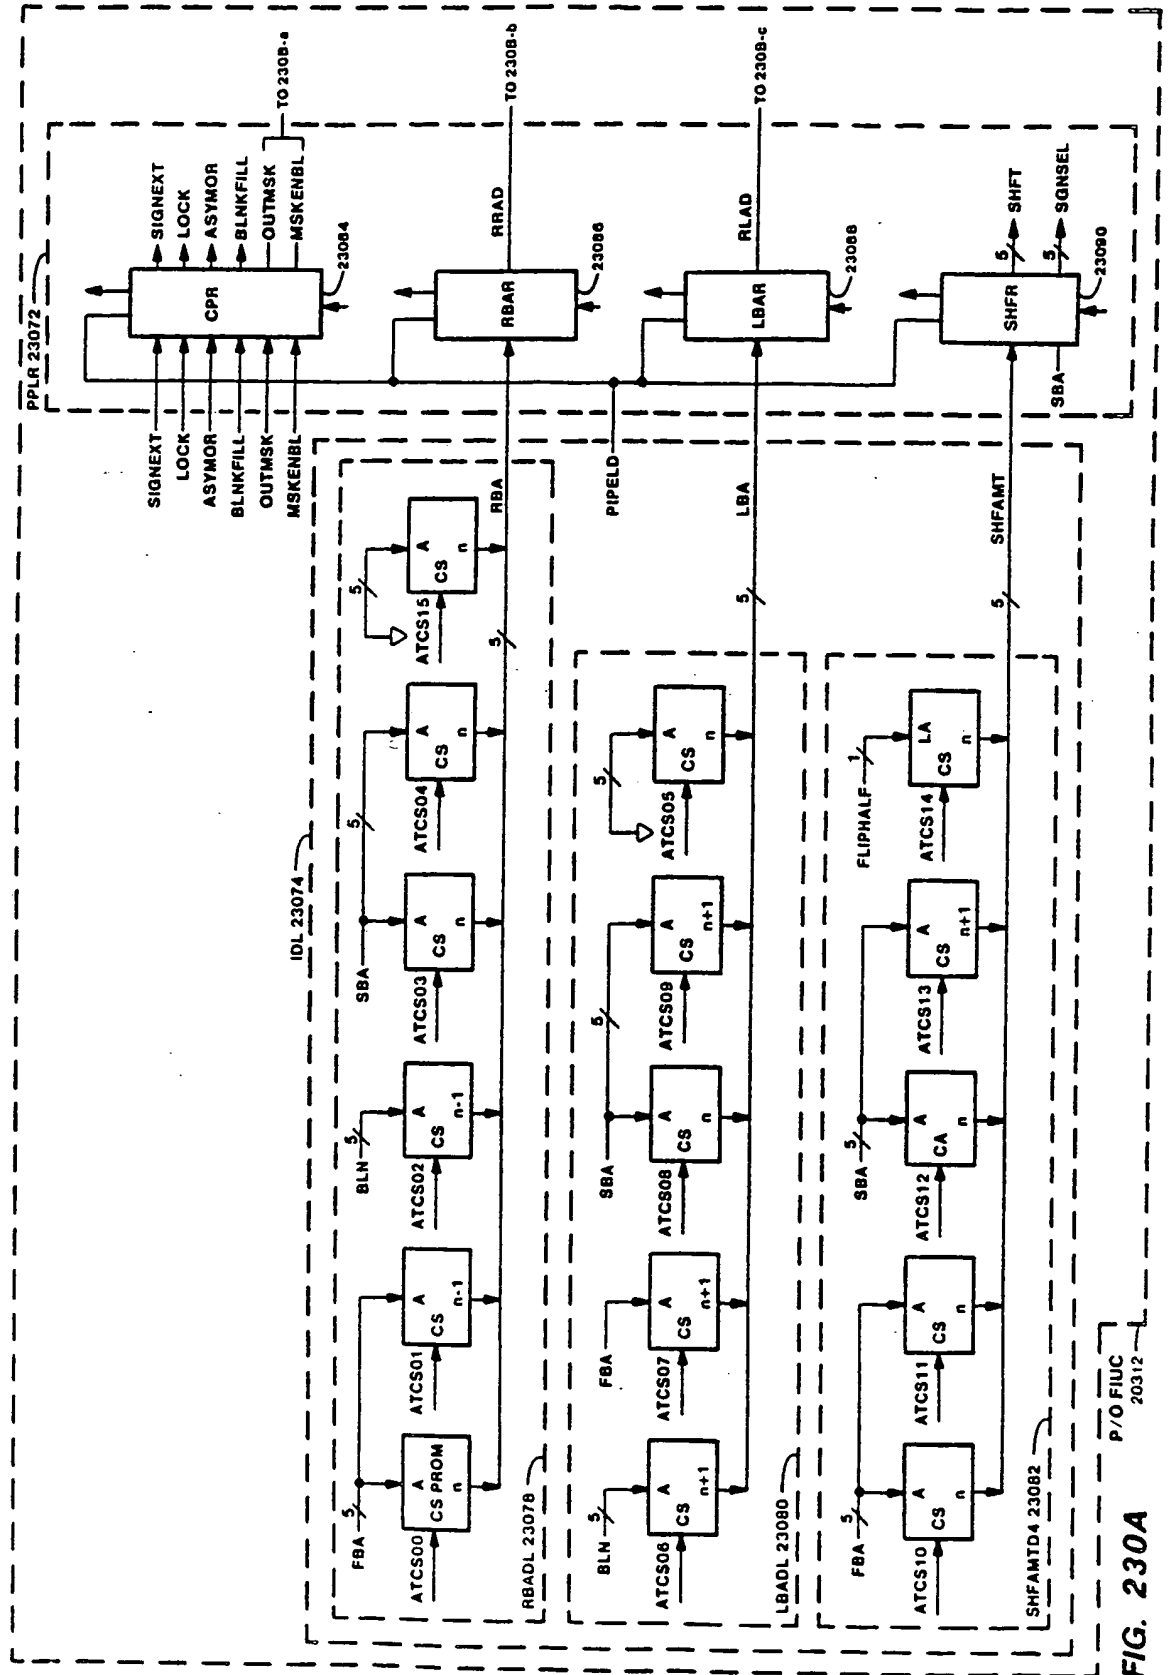 PPLR 23072
SIGNEXT
LOCK
ASYMOR
BLNKFILL
OUTMSK
MSKENBL
CPR
SIGNEXT
LOCK
ASYMOR
BLNKFILL
OUTMSK
MSKENBL
TO 230B-a
23084
RBAR
RRAD
TO 230B-b
23086
LBAR
RLAD
TO 230B-c
23088
SHFR
5
SHFT
5
SGNSEL
SBA
23090
PIPELD
IDL 23074
FBA
5
ATCS00
A
CS PROM
n
ATCS01
A
CS
n-1
BLN
5
ATCS02
A
CS
n-1
SBA
5
ATCS03
A
CS
n
ATCS04
A
CS
n
5
ATCS15
A
CS
n
5
RBA
RBADL 23078
BLN
5
ATCS06
A
CS
n+1
FBA
ATCS07
A
CS
n+1
SBA
5
ATCS08
A
CS
n
ATCS09
A
CS
n+1
5
ATCS05
A
CS
n
5
LBA
LBADL 23080
FBA
5
ATCS10
A
CS
n
ATCS11
A
CS
n
SBA
5
ATCS12
A
CA
n
ATCS13
A
CS
n+1
FLIPHALF
1
ATCS14
LA
CS
n
5
SHFAMT
SHFAMTD4 23082
P/O FIUC
20312
FIG. 230A